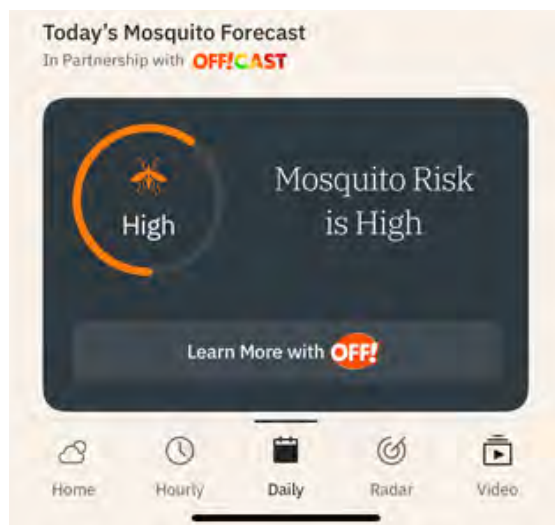 Today's Mosquito Forecast
In Partnership with OFF!CAST
High
Mosquito Risk
is High
Learn More with OFF!
Home Hourly Daily Radar Video